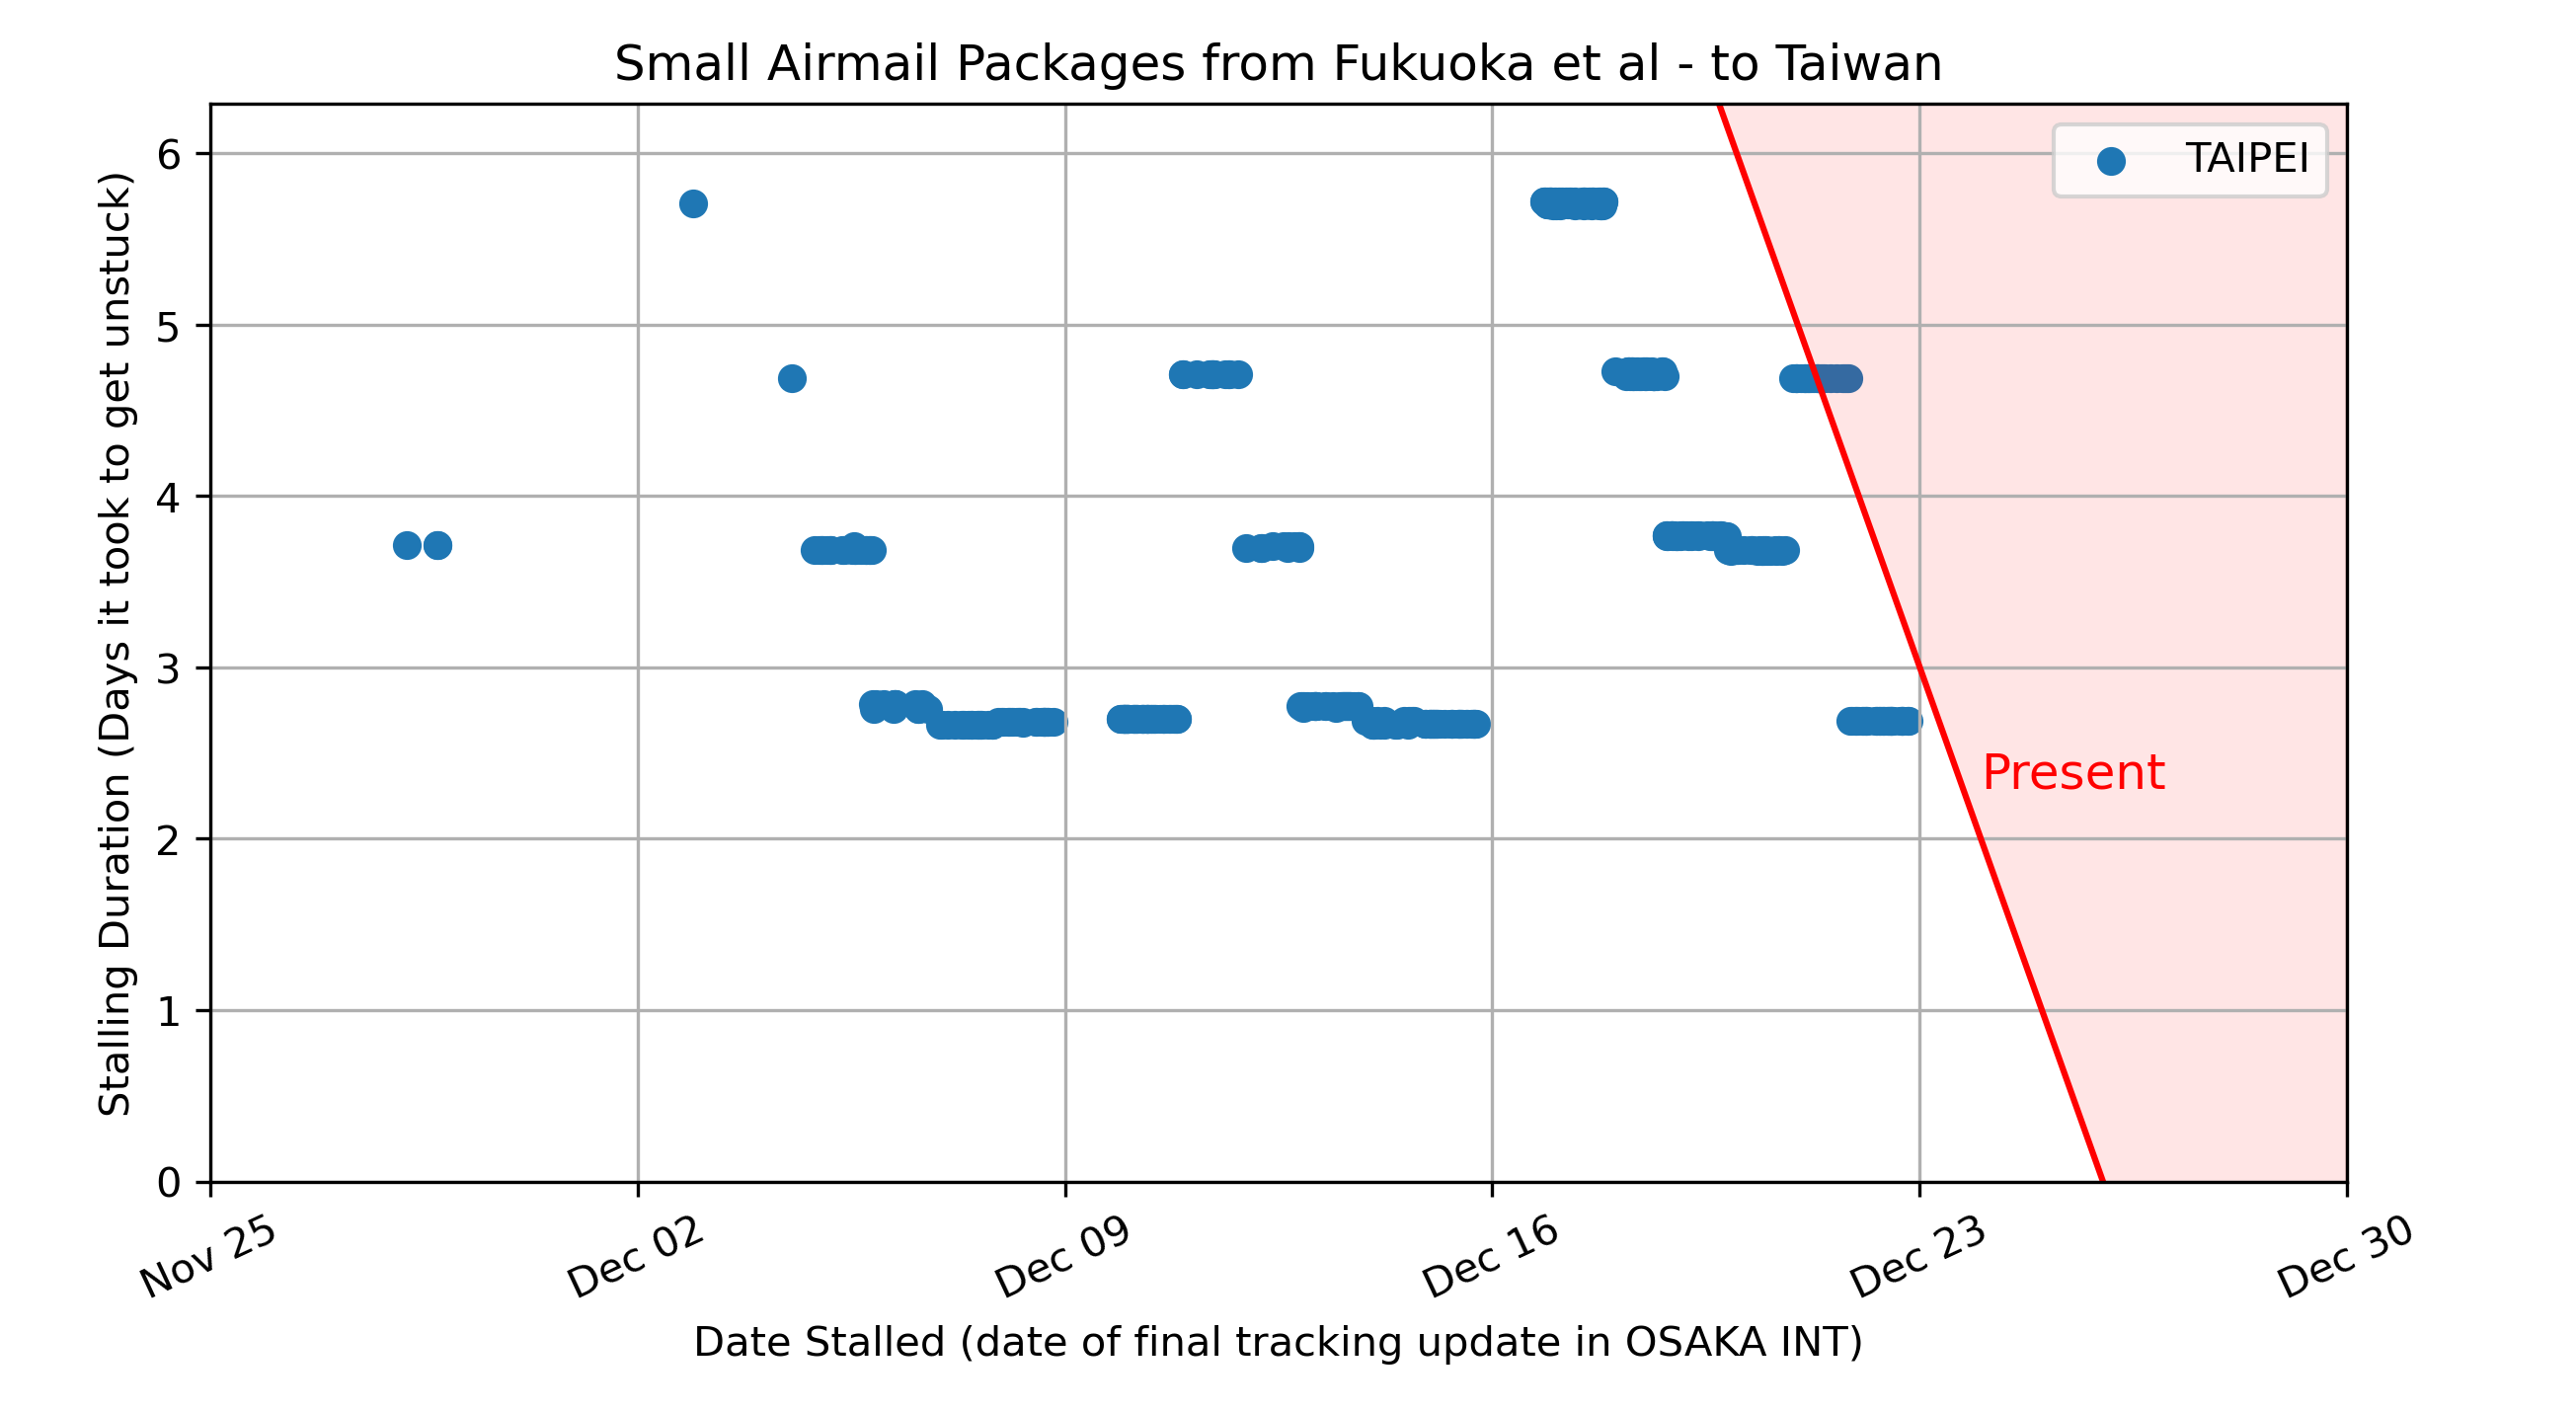 Small Airmail Packages from Fukuoka et al - to Taiwan
TAIPEI
Stalling Duration (Days it took to get unstuck)
6
5
4
3
2
1
0
Present
Nov 25
Dec 02
Dec 09
Dec 16
Dec 23
Dec 30
Date Stalled (date of final tracking update in OSAKA INT)